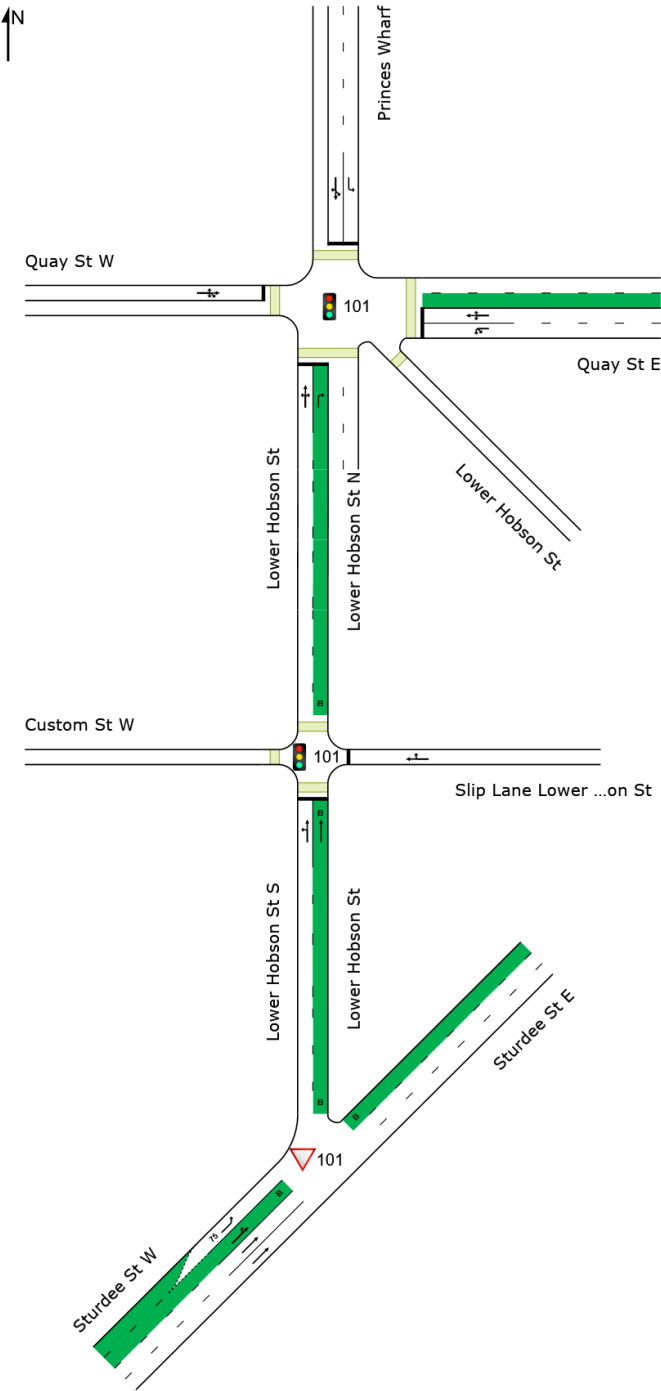 N
Princes Wharf
Quay St W
101
Quay St E
Lower Hobson St
Lower Hobson St N
Lower Hobson St
B
Custom St W
101
Slip Lane Lower ...on St
B
Lower Hobson St S
Lower Hobson St
B
Sturdee St E
B
101
B
75
Sturdee St W